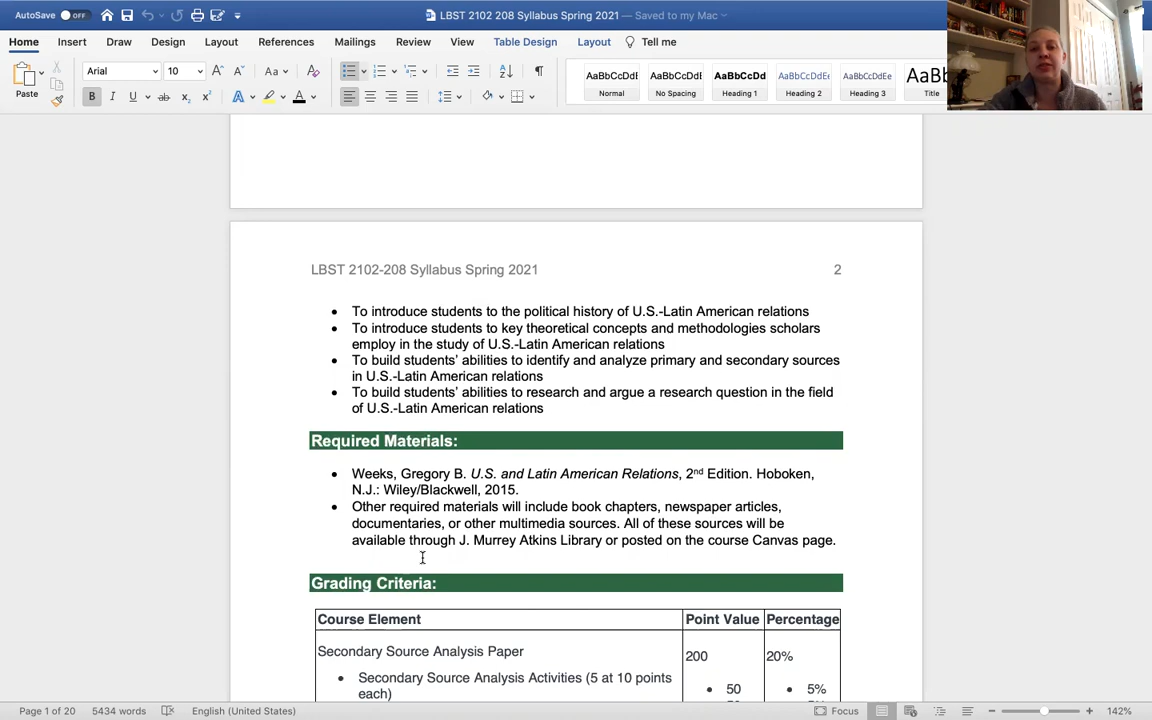 AutoSave OFF LBST 2102 208 Syllabus Spring 2021 — Saved to my Mac
Home Insert Draw Design Layout References Mailings Review View Table Design Layout Tell me
Paste Arial 10 A A Aa A
B I U ab x₂ x² A A
AaBbCcDdE AaBbCcDdE AaBbCcDd AaBbCcDdEe AaBbCcDdEe AaBb
Normal No Spacing Heading 1 Heading 2 Heading 3 Title
LBST 2102-208 Syllabus Spring 2021 2
• To introduce students to the political history of U.S.-Latin American relations
• To introduce students to key theoretical concepts and methodologies scholars
employ in the study of U.S.-Latin American relations
• To build students’ abilities to identify and analyze primary and secondary sources
in U.S.-Latin American relations
• To build students’ abilities to research and argue a research question in the field
of U.S.-Latin American relations
Required Materials:
• Weeks, Gregory B. U.S. and Latin American Relations, 2nd Edition. Hoboken,
N.J.: Wiley/Blackwell, 2015.
• Other required materials will include book chapters, newspaper articles,
documentaries, or other multimedia sources. All of these sources will be
available through J. Murrey Atkins Library or posted on the course Canvas page.
Grading Criteria:
Course Element Point Value Percentage
Secondary Source Analysis Paper 200 20%
• Secondary Source Analysis Activities (5 at 10 points • 50 • 5%
each)
Page 1 of 20 5434 words English (United States) Focus 142%